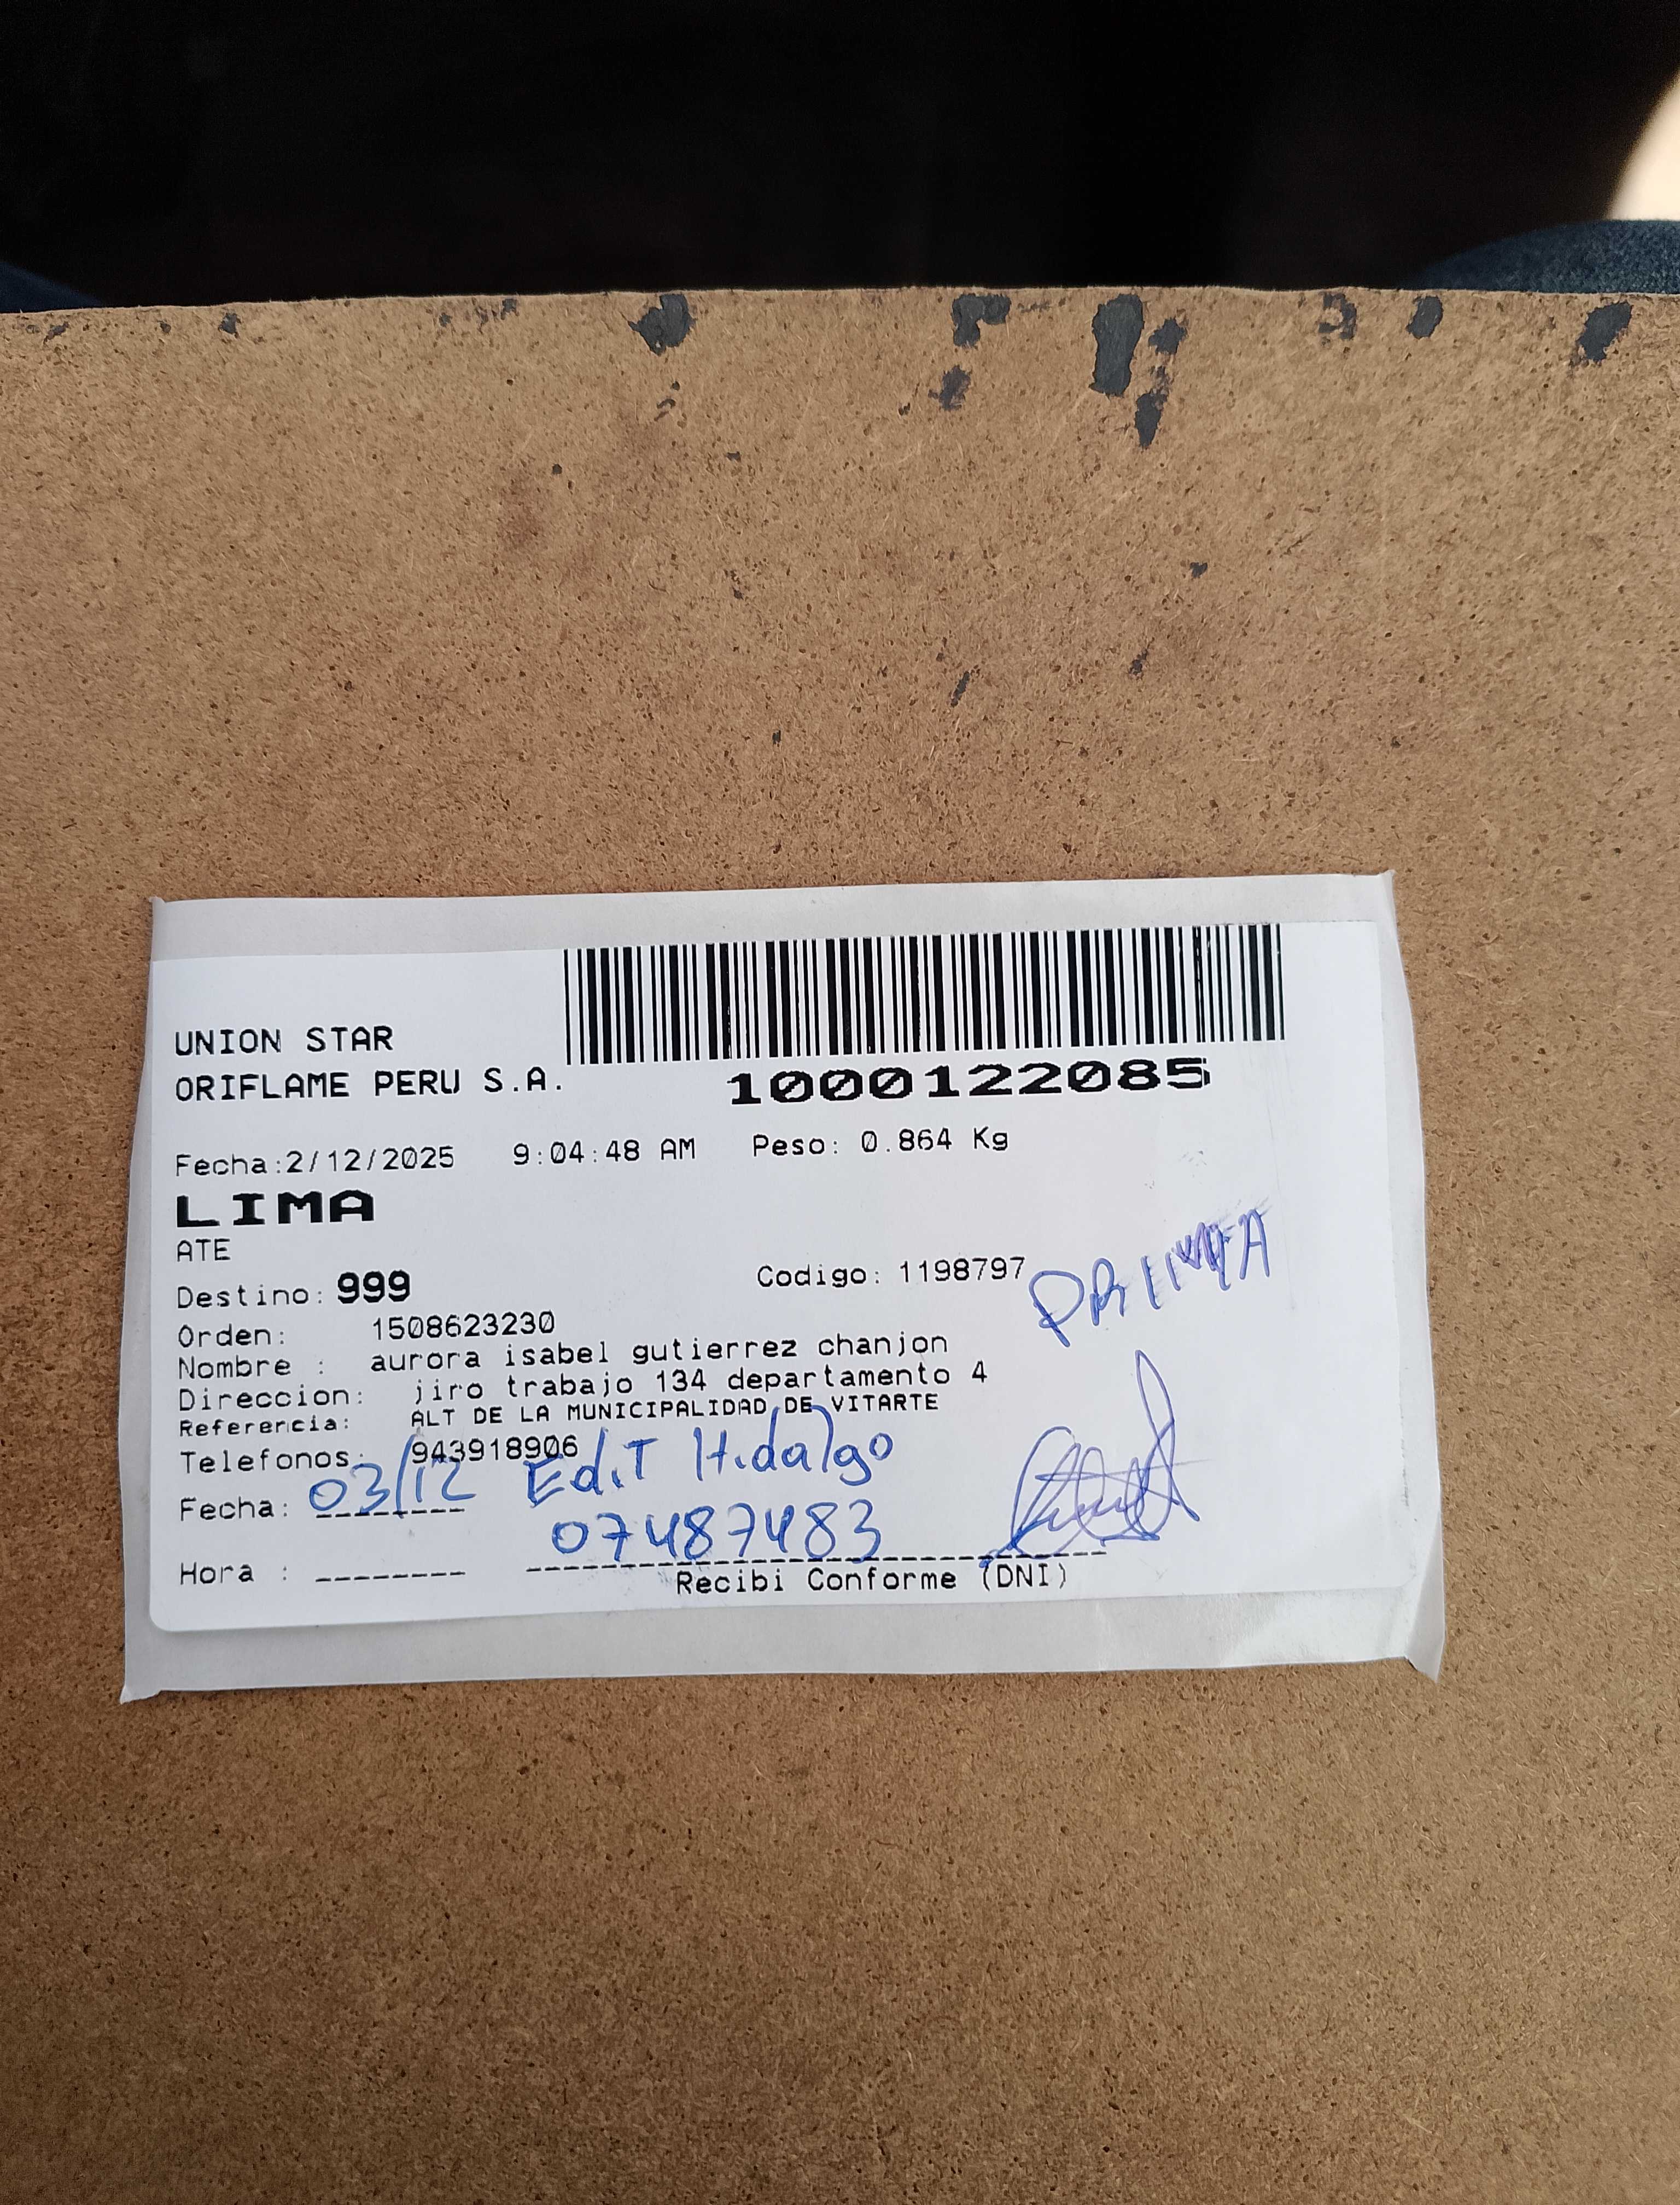 UNION STAR
ORIFLAME PERU S.A.
1000122085
Fecha:2/12/2025 9:04:48 AM Peso: 0.864 Kg
LIMA
ATE
Destino: 999 Codigo: 1198797
PRIMA
Orden: 1508623230
Nombre : aurora isabel gutierrez chanjon
Direccion: jiro trabajo 134 departamento 4
Referencia: ALT DE LA MUNICIPALIDAD DE VITARTE
Telefonos: 943918906
Fecha: 03/12 Edit Hidalgo
07487483
Hora : --------
Recibi Conforme (DNI)